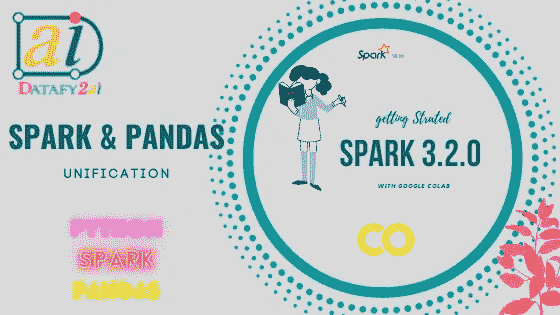 ai
DATAFY2ai
SPARK & PANDAS
UNIFICATION
SPARK
PANDAS
Spark
getting Strated
SPARK 3.2.0
WITH GOOGLE COLAB
CO